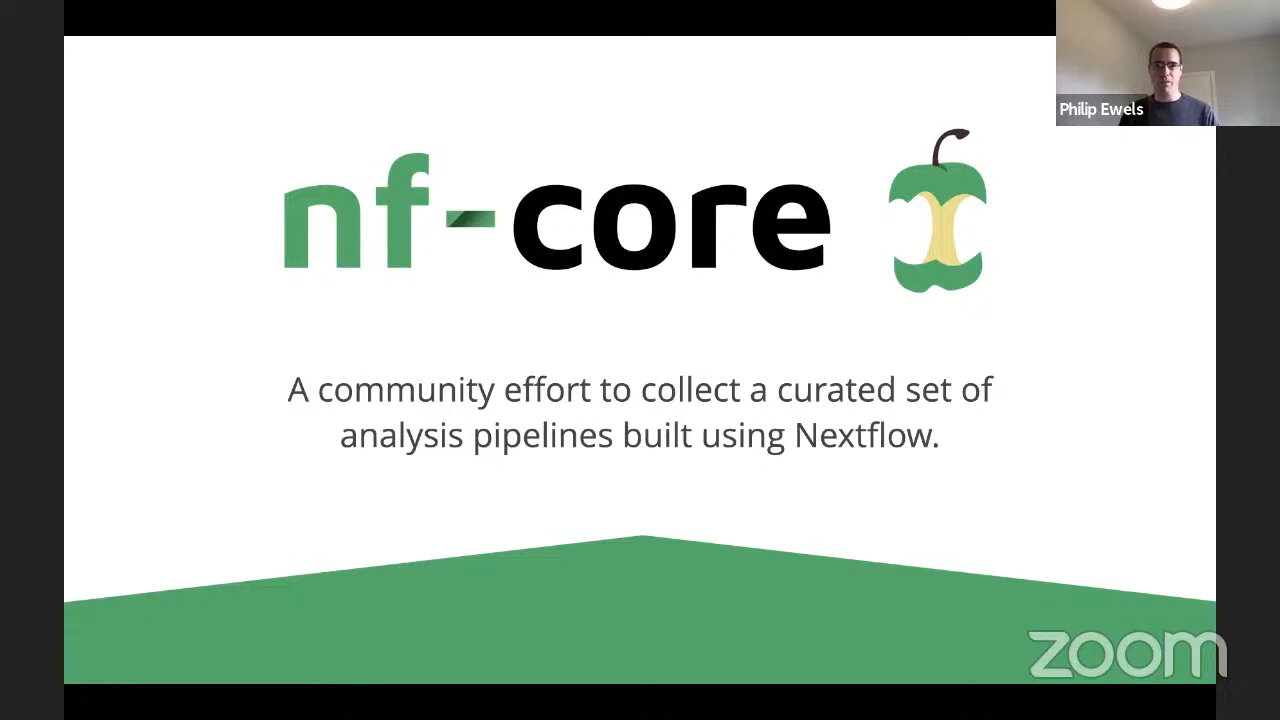 Philip Ewels
nf-core
A community effort to collect a curated set of
analysis pipelines built using Nextflow.
zoom